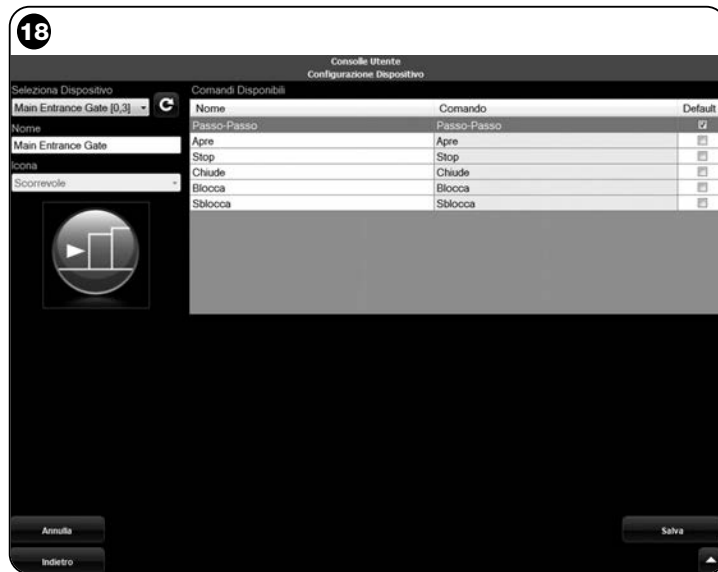 18
Consolle Utente
Configurazione Dispositivo
Seleziona Dispositivo
Main Entrance Gate [0,3]
Nome
Main Entrance Gate
Icona
Scorrevole
Comandi Disponibili
Nome Comando Default
Passo-Passo Passo-Passo
Apre Apre
Stop Stop
Chiude Chiude
Blocca Blocca
Sblocca Sblocca
Annulla Salva
Indietro